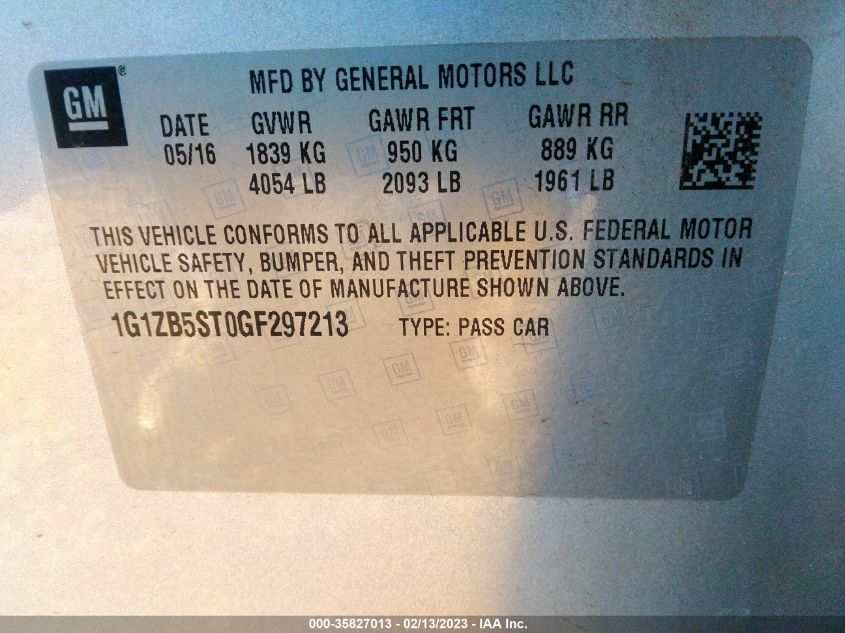 MFD BY GENERAL MOTORS LLC
GM ®
DATE GVWR GAWR FRT GAWR RR
05/16 1839 KG 950 KG 889 KG
4054 LB 2093 LB 1961 LB
THIS VEHICLE CONFORMS TO ALL APPLICABLE U.S. FEDERAL MOTOR
VEHICLE SAFETY, BUMPER, AND THEFT PREVENTION STANDARDS IN
EFFECT ON THE DATE OF MANUFACTURE SHOWN ABOVE.
1G1ZB5ST0GF297213 TYPE: PASS CAR
000-35827013 - 02/13/2023 - IAA Inc.